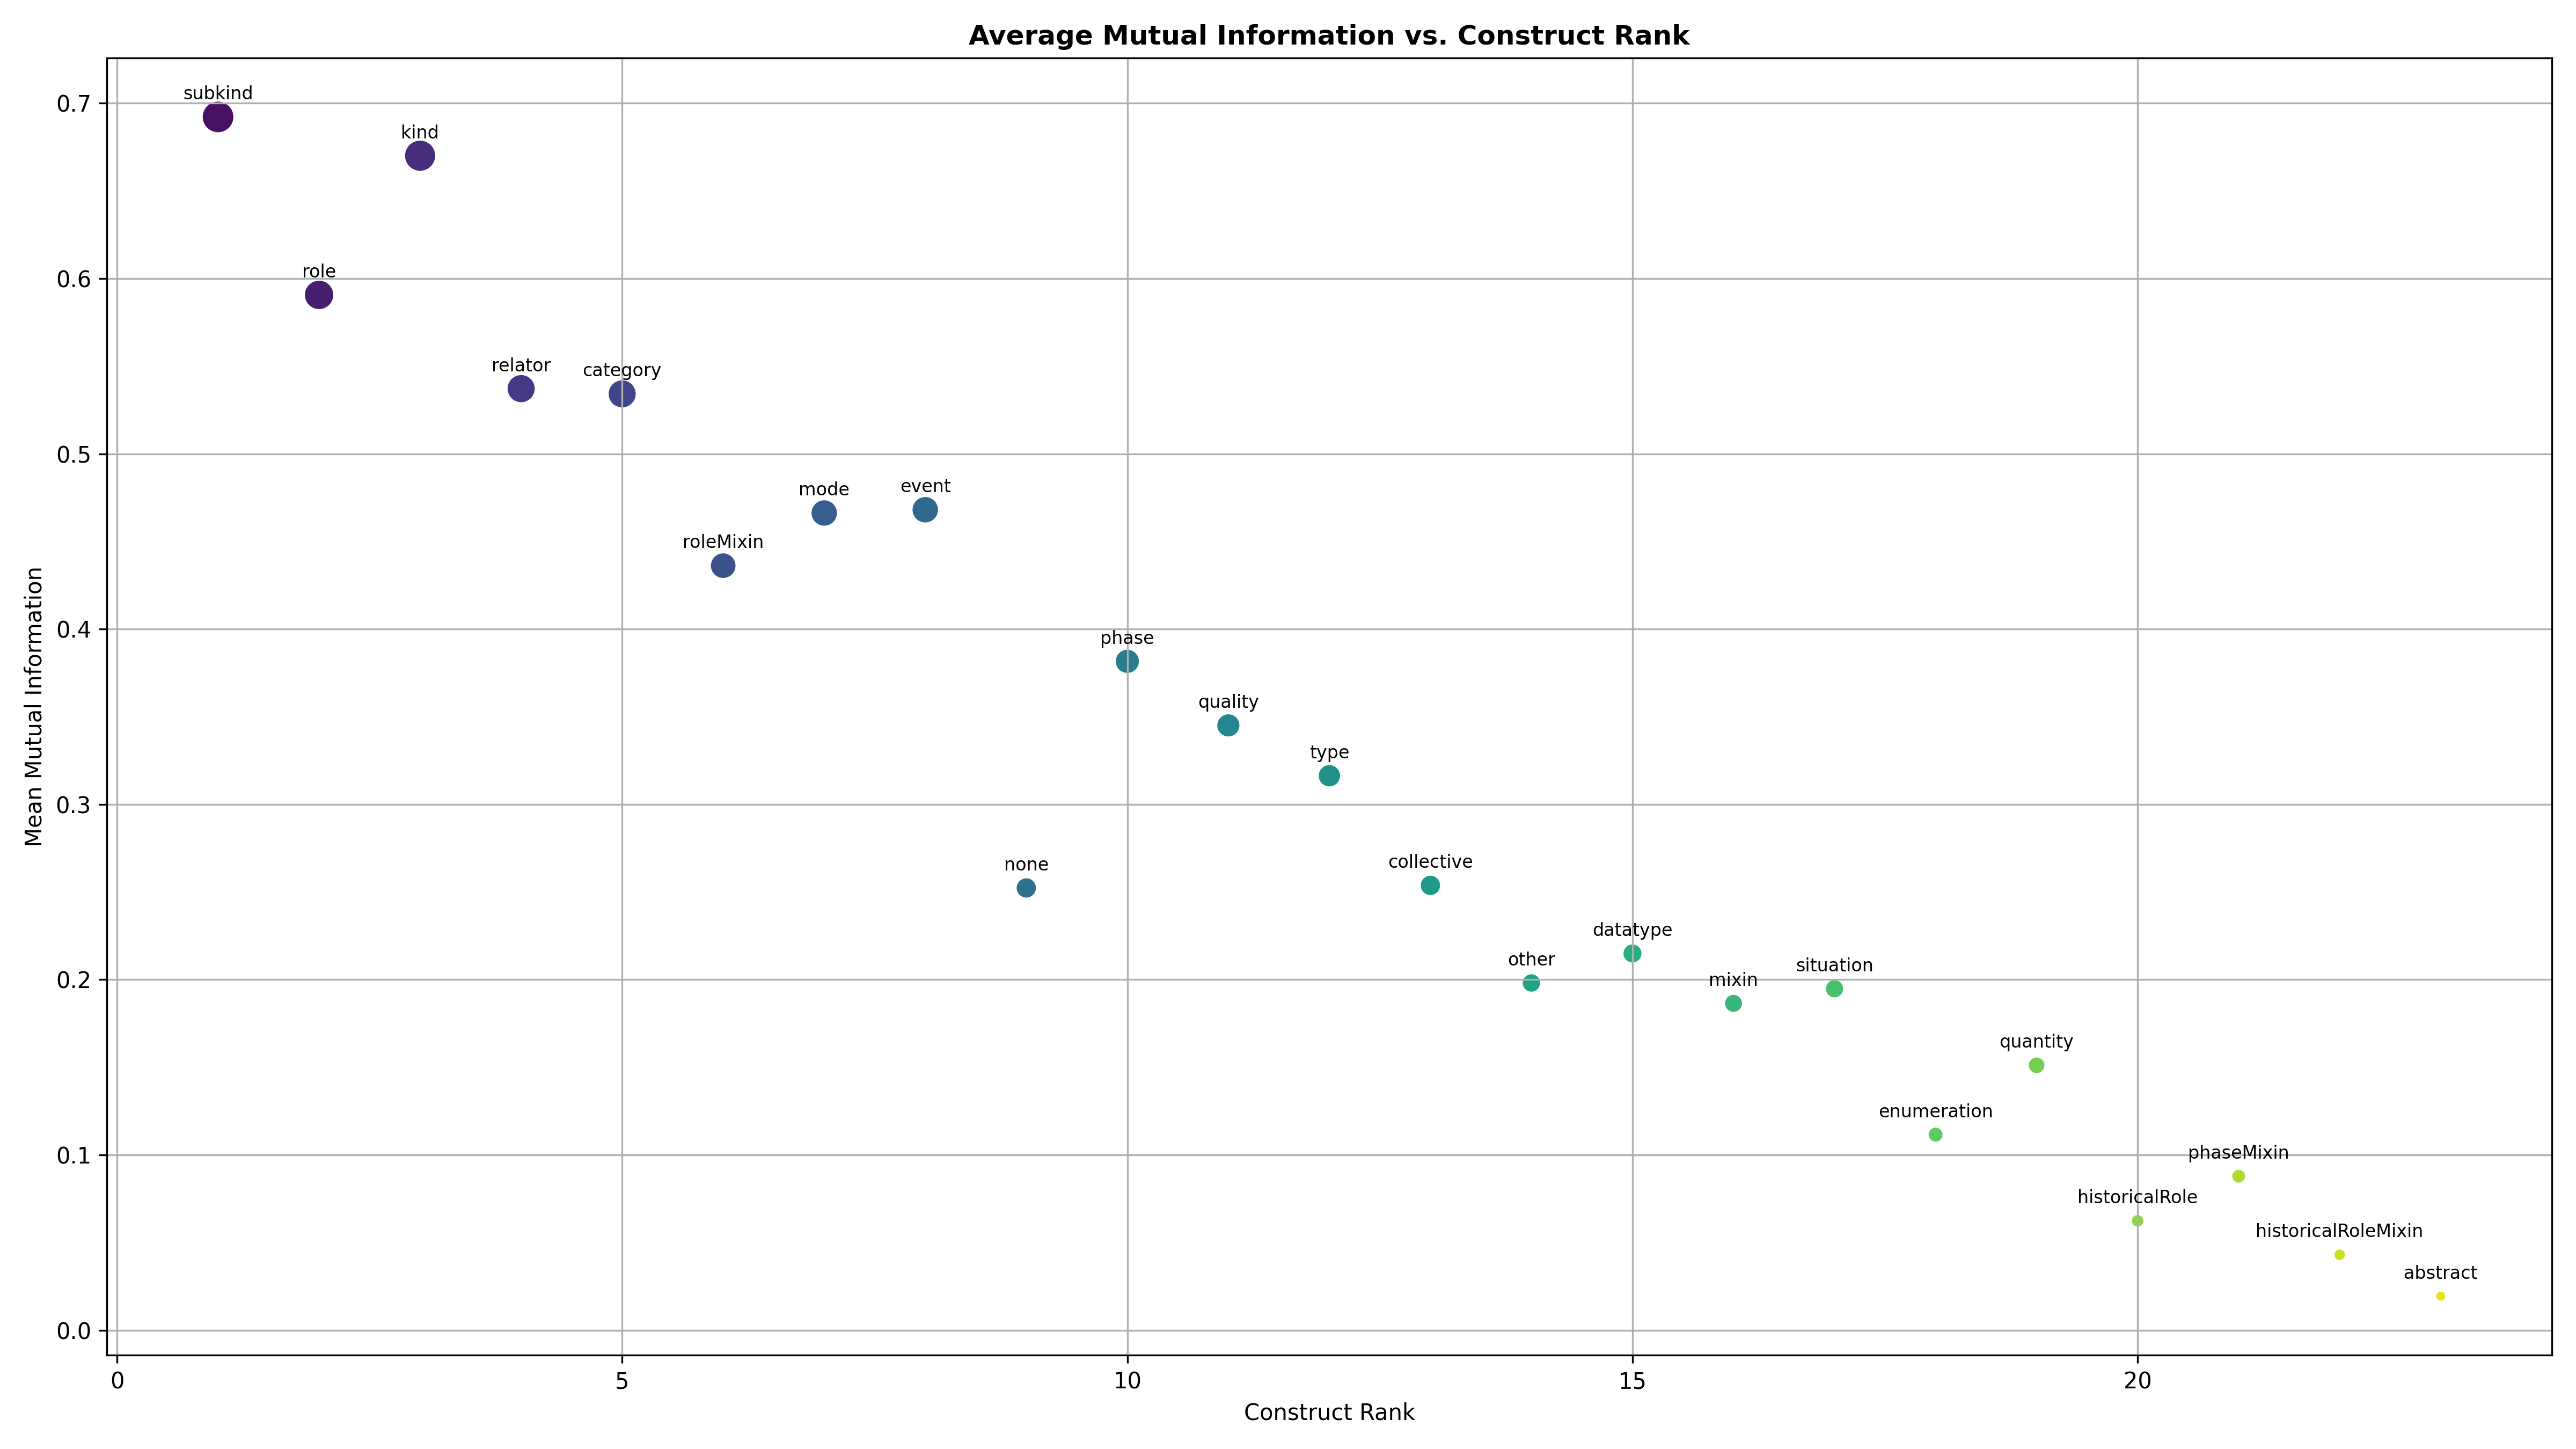 Average Mutual Information vs. Construct Rank
subkind
kind
role
relator
category
mode
event
roleMixin
phase
quality
type
none
collective
other
datatype
mixin
situation
quantity
enumeration
phaseMixin
historicalRole
historicalRoleMixin
abstract
Mean Mutual Information
0.7
0.6
0.5
0.4
0.3
0.2
0.1
0.0
0 5 10 15 20
Construct Rank